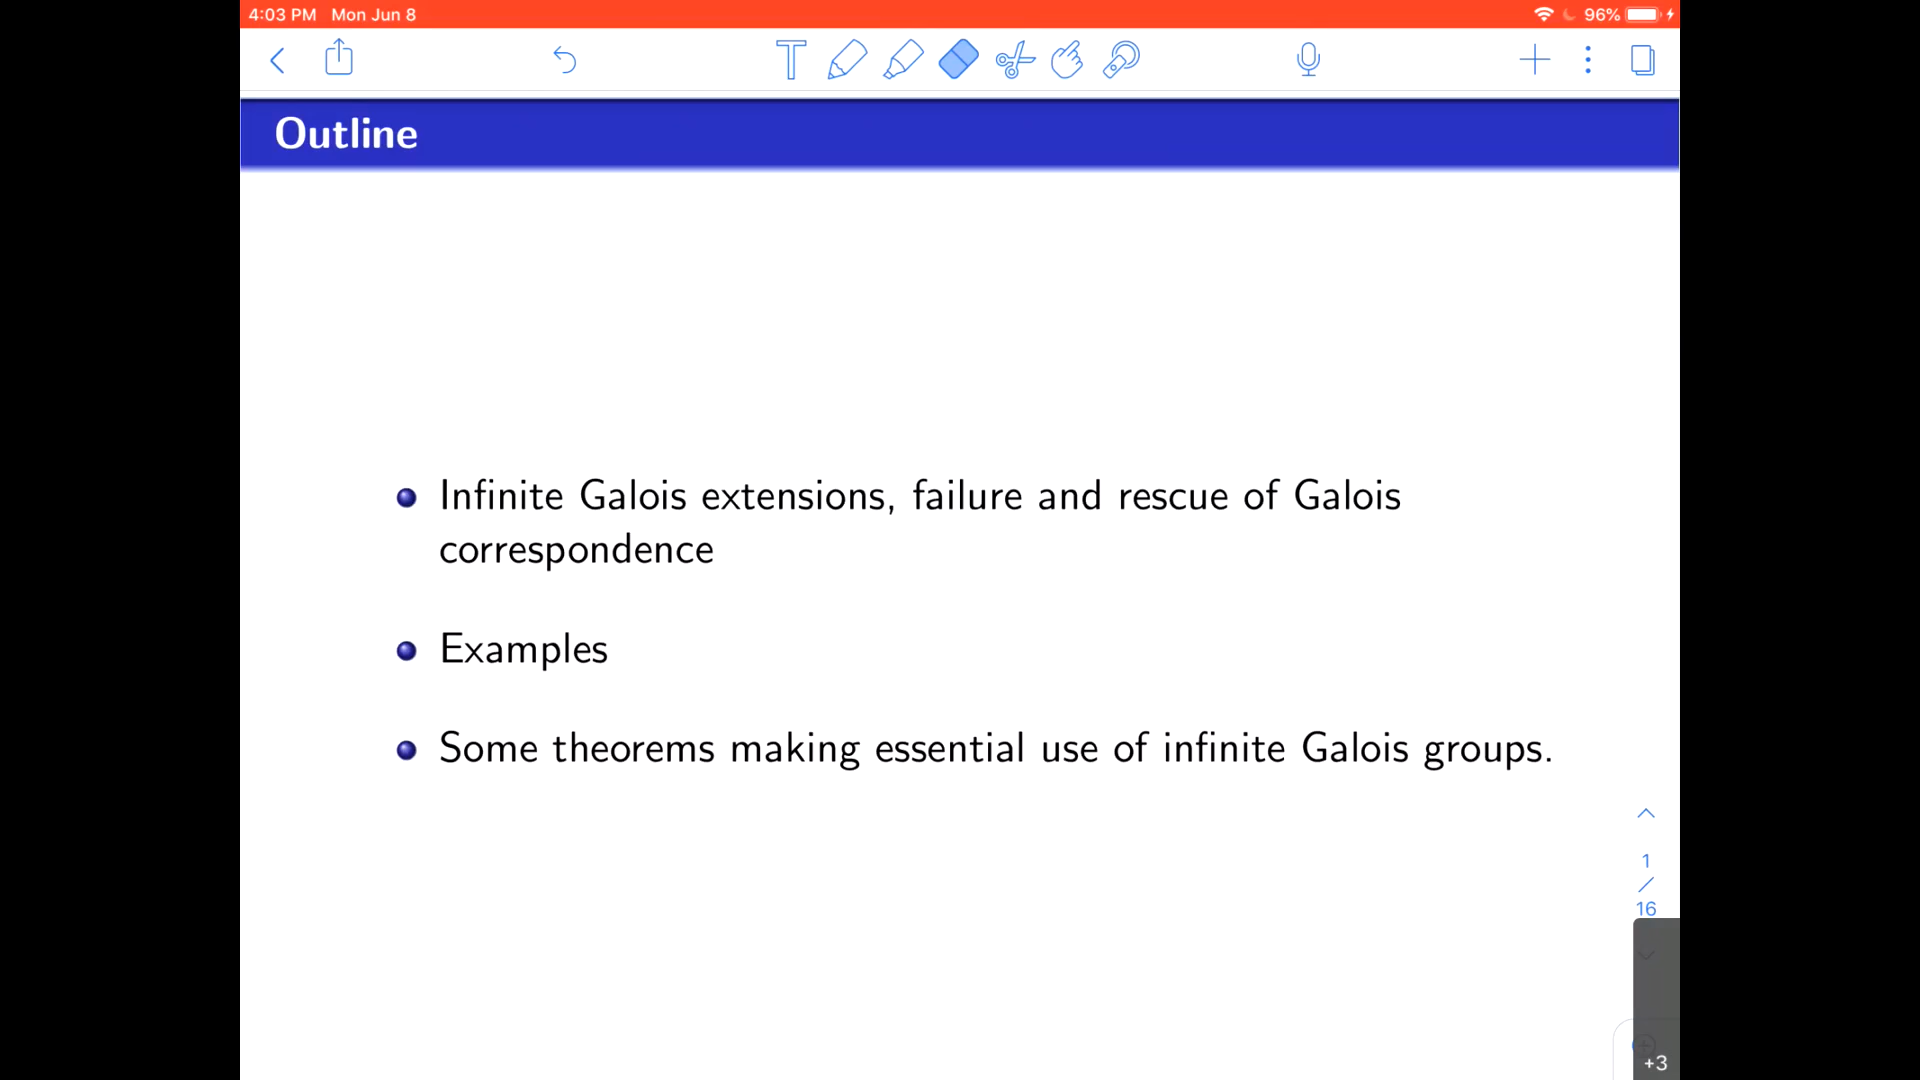 4:03 PM Mon Jun 8 96%
Outline
Infinite Galois extensions, failure and rescue of Galois
correspondence
Examples
Some theorems making essential use of infinite Galois groups.
1
/
16
+3